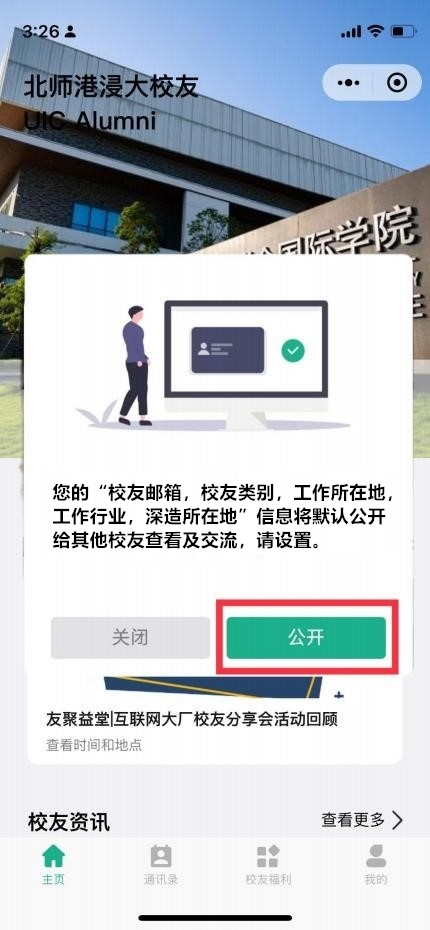 3:26
北师港浸大校友
UIC Alumni
国际学院
您的“校友邮箱，校友类别，工作所在地，
工作行业，深造所在地”信息将默认公开
给其他校友查看及交流，请设置。
关闭
公开
友聚益堂|互联网大厂校友分享会活动回顾
查看时间和地点
校友资讯
查看更多
主页
通讯录
校友福利
我的